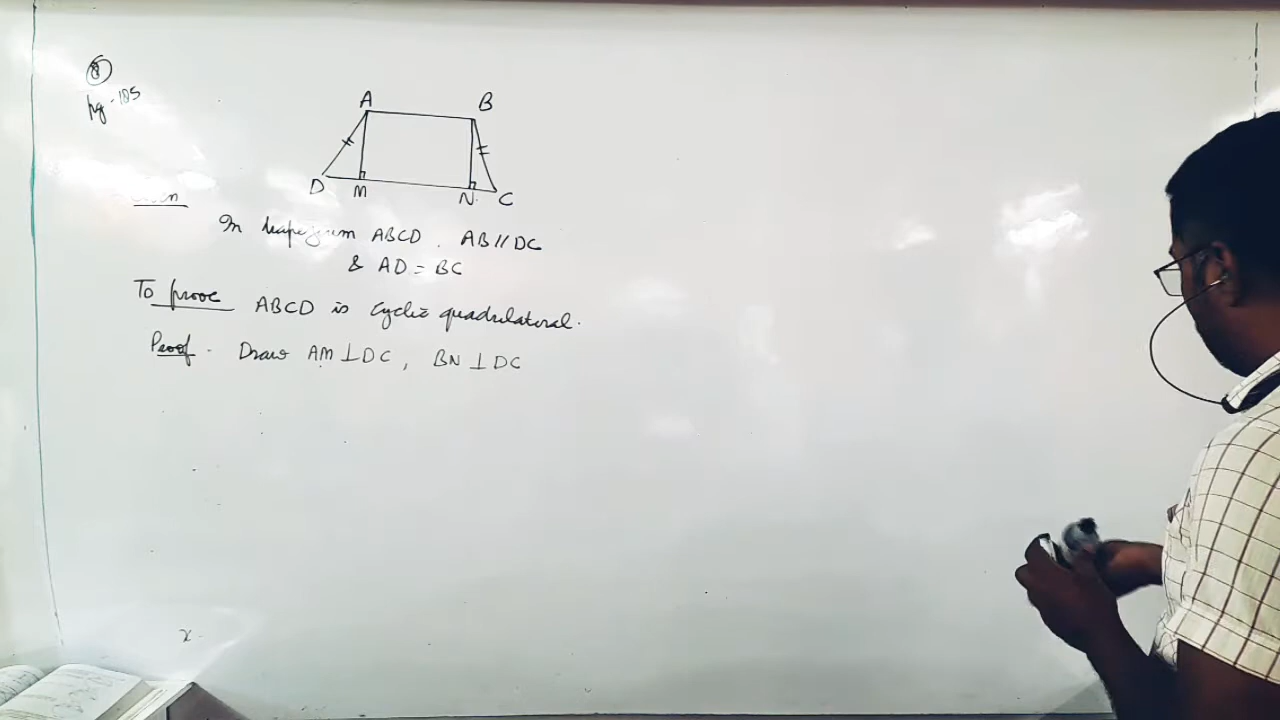 8
pg-185
A B
D M N C
In trapezium ABCD. AB//DC
& AD = BC
To prove ABCD is cyclic quadrilateral.
Proof. Draw AM ⊥ DC, BN ⊥ DC
x